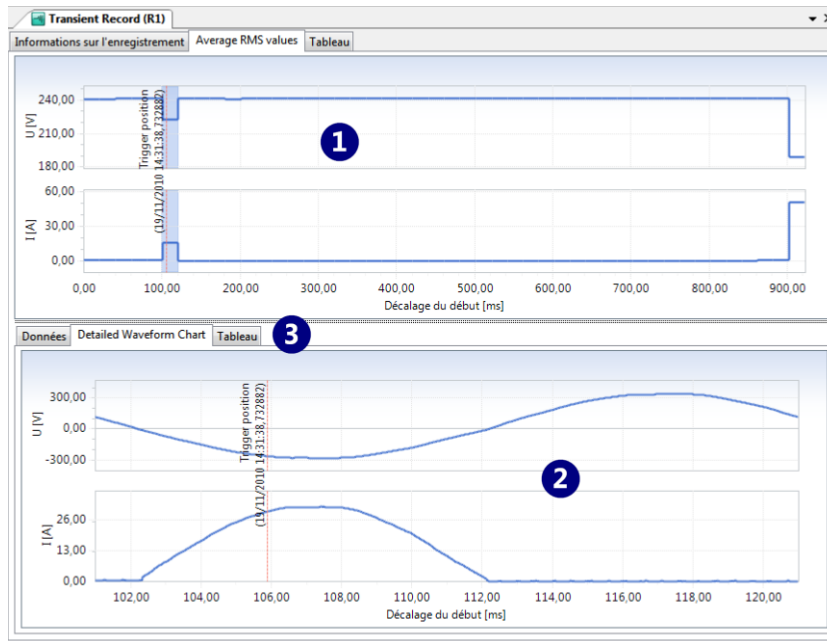 Transient Record (R1)
Informations sur l'enregistrement Average RMS values Tableau
U [V]
240,00
210,00
180,00
Trigger position
(19/11/2010 14:31:38,732882)
1
I [A]
60,00
30,00
0,00
0,00 100,00 200,00 300,00 400,00 500,00 600,00 700,00 800,00 900,00
Décalage du début [ms]
Données Detailed Waveform Chart Tableau
3
U [V]
300,00
0,00
-300,00
Trigger position
(19/11/2010 14:31:38,732882)
2
I [A]
26,00
13,00
0,00
102,00 104,00 106,00 108,00 110,00 112,00 114,00 116,00 118,00 120,00
Décalage du début [ms]